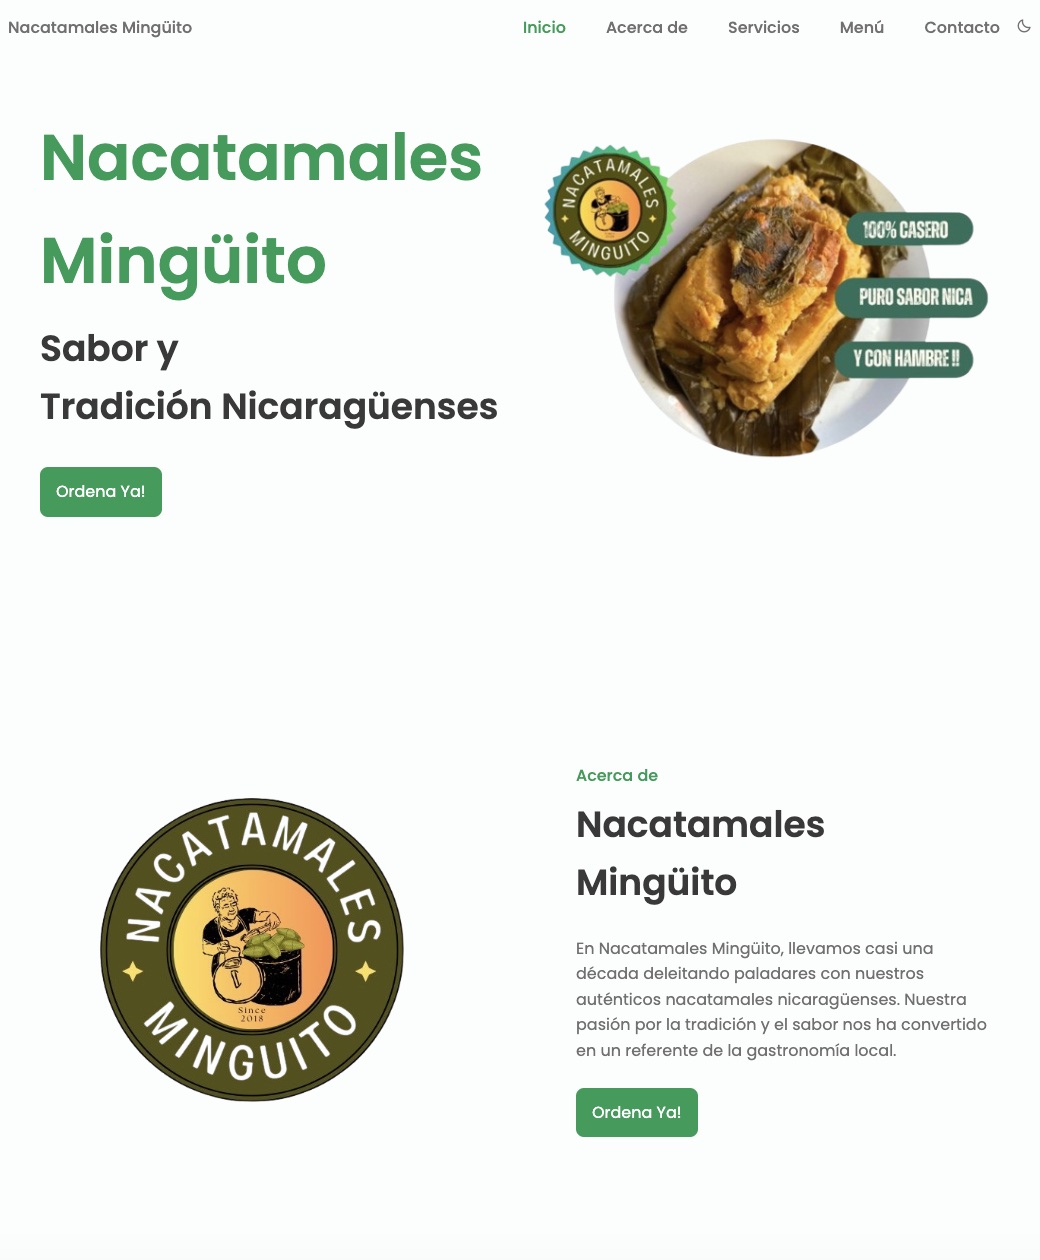 Nacatamales Mingüito
Inicio
Acerca de
Servicios
Menú
Contacto
Nacatamales
Mingüito
Sabor y
Tradición Nicaragüenses
Ordena Ya!
NACATAMALES
MINGUITO
100% CASERO
PURO SABOR NICA
Y CON HAMBRE !!
NACATAMALES
Since
2018
MINGUITO
Acerca de
Nacatamales
Mingüito
En Nacatamales Mingüito, llevamos casi una
década deleitando paladares con nuestros
auténticos nacatamales nicaragüenses. Nuestra
pasión por la tradición y el sabor nos ha convertido
en un referente de la gastronomía local.
Ordena Ya!